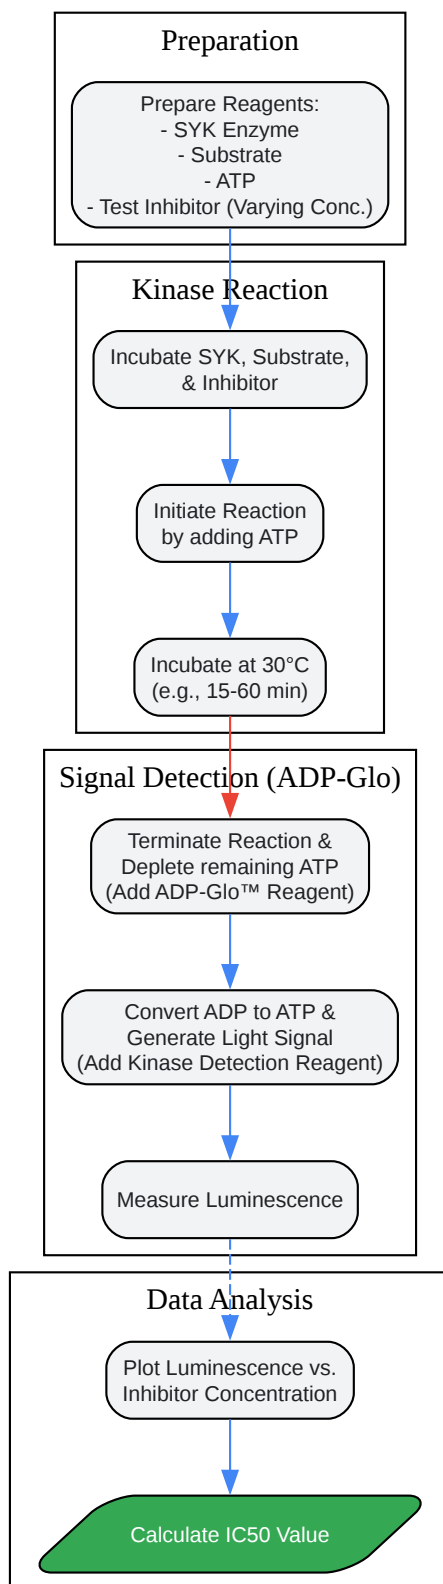 Preparation
Prepare Reagents:
- SYK Enzyme
- Substrate
- ATP
- Test Inhibitor (Varying Conc.)
Kinase Reaction
Incubate SYK, Substrate,
& Inhibitor
Initiate Reaction
by adding ATP
Incubate at 30°C
(e.g., 15-60 min)
Signal Detection (ADP-Glo)
Terminate Reaction &
Deplete remaining ATP
(Add ADP-Glo™ Reagent)
Convert ADP to ATP &
Generate Light Signal
(Add Kinase Detection Reagent)
Measure Luminescence
Data Analysis
Plot Luminescence vs.
Inhibitor Concentration
Calculate IC50 Value